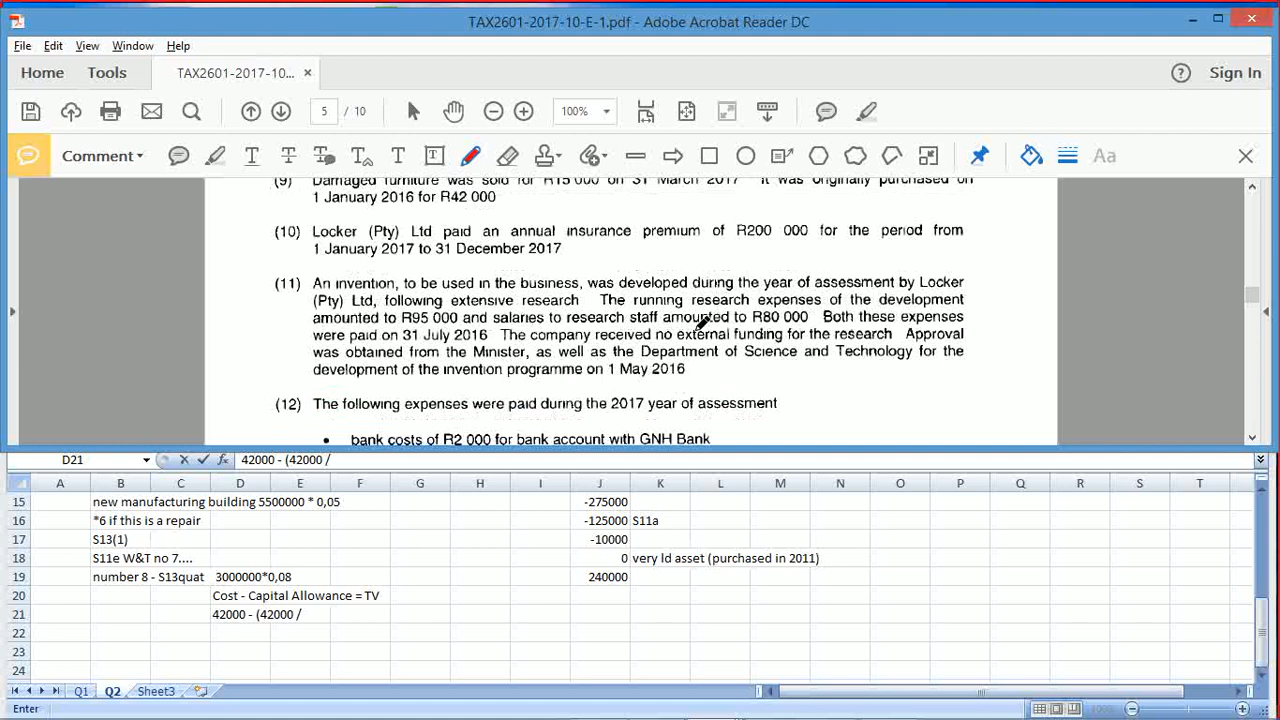 TAX2601-2017-10-E-1.pdf - Adobe Acrobat Reader DC
File Edit View Window Help
Home Tools TAX2601-2017-10... × Sign In
5 / 10 100%
Comment
(9) Damaged furniture was sold for R15 000 on 31 March 2017 It was originally purchased on
1 January 2016 for R42 000
(10) Locker (Pty) Ltd paid an annual insurance premium of R200 000 for the period from
1 January 2017 to 31 December 2017
(11) An invention, to be used in the business, was developed during the year of assessment by Locker
(Pty) Ltd, following extensive research The running research expenses of the development
amounted to R95 000 and salaries to research staff amounted to R80 000 Both these expenses
were paid on 31 July 2016 The company received no external funding for the research Approval
was obtained from the Minister, as well as the Department of Science and Technology for the
development of the invention programme on 1 May 2016
(12) The following expenses were paid during the 2017 year of assessment
• bank costs of R2 000 for bank account with GNH Bank
D21 42000 - (42000 /
A B C D E F G H I J K L M N O P Q R S T
15 new manufacturing building 5500000 * 0,05 -275000
16 *6 if this is a repair -125000 S11a
17 S13(1) -10000
18 S11e W&T no 7.... 0 very ld asset (purchased in 2011)
19 number 8 - S13quat 3000000*0,08 240000
20 Cost - Capital Allowance = TV
21 42000 - (42000 /
22
23
24
Q1 Q2 Sheet3
Enter 100%